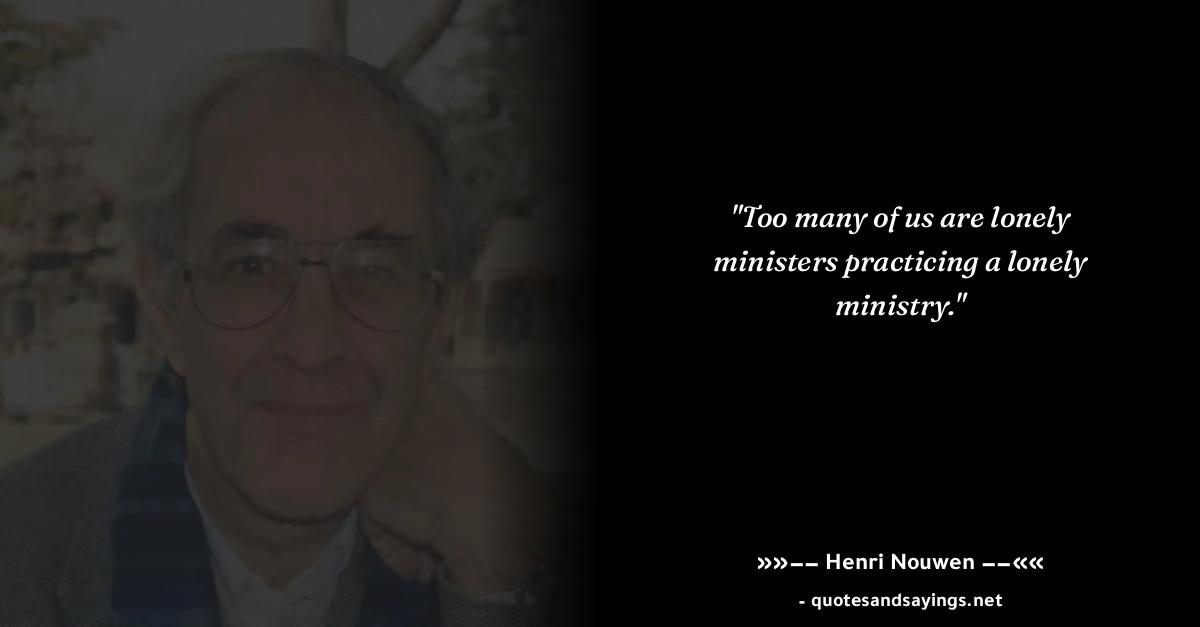 "Too many of us are lonely
ministers practicing a lonely
ministry."
»»−− Henri Nouwen −−««
- quotesandsayings.net